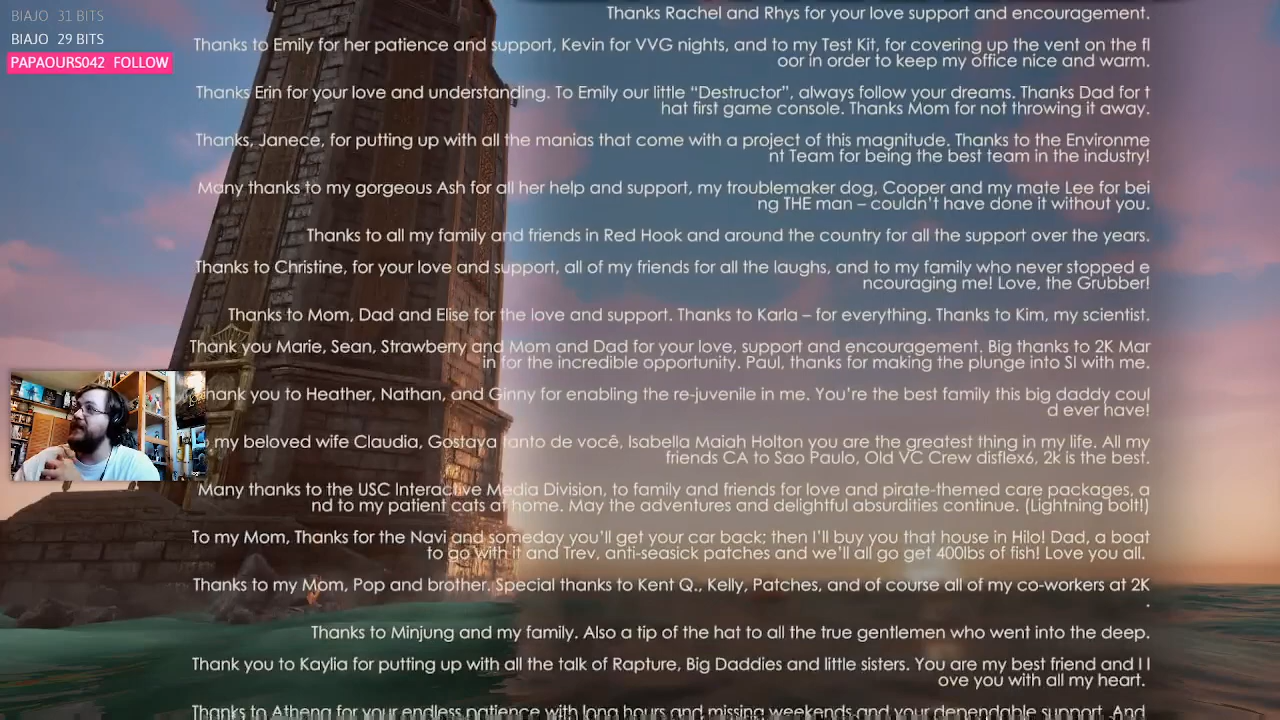 BIAJO 31 BITS
BIAJO 29 BITS
PAPAOURS042 FOLLOW
Thanks Rachel and Rhys for your love support and encouragement.
Thanks to Emily for her patience and support, Kevin for VVG nights, and to my Test Kit, for covering up the vent on the fl
oor in order to keep my office nice and warm.
Thanks Erin for your love and understanding. To Emily our little “Destructor”, always follow your dreams. Thanks Dad for t
hat first game console. Thanks Mom for not throwing it away.
Thanks, Janece, for putting up with all the manias that come with a project of this magnitude. Thanks to the Environme
nt Team for being the best team in the industry!
Many thanks to my gorgeous Ash for all her help and support, my troublemaker dog, Cooper and my mate Lee for bei
ng THE man – couldn’t have done it without you.
Thanks to all my family and friends in Red Hook and around the country for all the support over the years.
Thanks to Christine, for your love and support, all of my friends for all the laughs, and to my family who never stopped e
ncouraging me! Love, the Grubber!
Thanks to Mom, Dad and Elise for the love and support. Thanks to Karla – for everything. Thanks to Kim, my scientist.
Thank you Marie, Sean, Strawberry and Mom and Dad for your love, support and encouragement. Big thanks to 2K Mar
in for the incredible opportunity. Paul, thanks for making the plunge into SI with me.
hank you to Heather, Nathan, and Ginny for enabling the re-juvenile in me. You’re the best family this big daddy coul
d ever have!
my beloved wife Claudia, Gostava tanto de você, Isabella Maiah Holton you are the greatest thing in my life. All my
friends CA to Sao Paulo, Old VC Crew disflex6, 2k is the best.
Many thanks to the USC Interactive Media Division, to family and friends for love and pirate-themed care packages, a
nd to my patient cats at home. May the adventures and delightful absurdities continue. (Lightning bolt!)
To my Mom, Thanks for the Navi and someday you’ll get your car back; then I’ll buy you that house in Hilo! Dad, a boat
to go with it and Trev, anti-seasick patches and we’ll all go get 400lbs of fish! Love you all.
Thanks to my Mom, Pop and brother. Special thanks to Kent Q., Kelly, Patches, and of course all of my co-workers at 2K
.
Thanks to Minjung and my family. Also a tip of the hat to all the true gentlemen who went into the deep.
Thank you to Kaylia for putting up with all the talk of Rapture, Big Daddies and little sisters. You are my best friend and I l
ove you with all my heart.
Thanks to Athena for your endless patience with long hours and missing weekends and your dependable support. And